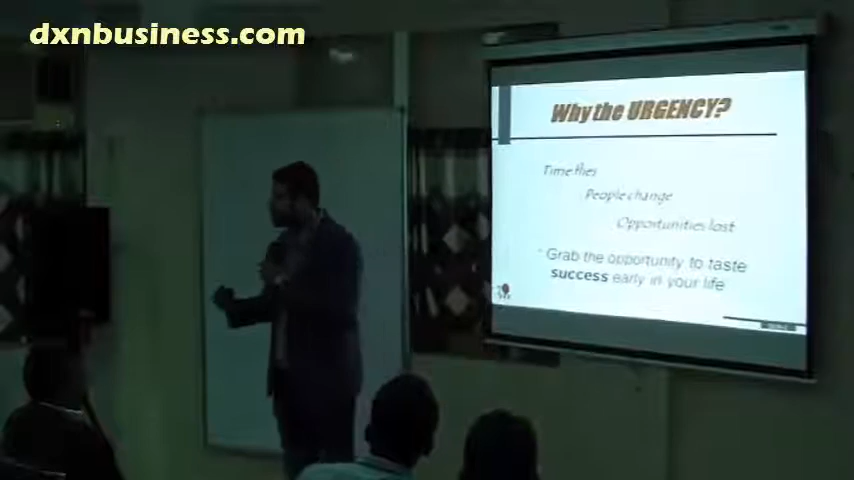 dxnbusiness.com
Why the URGENCY?
Time flies
People change
Opportunities lost
Grab the opportunity to taste
success early in your life